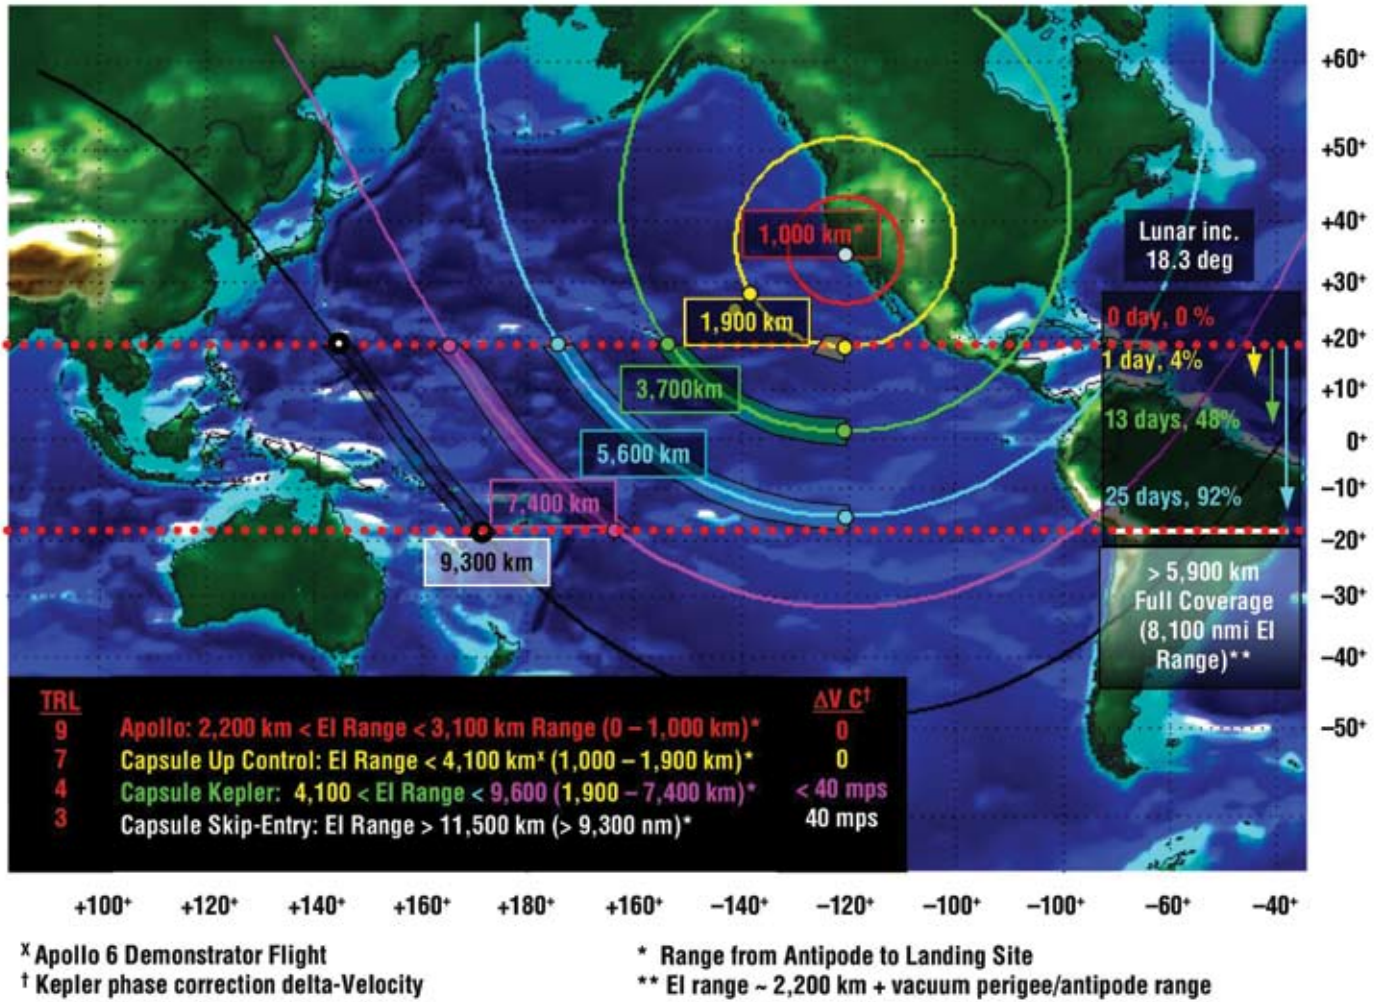 +60⁺
+50⁺
+40⁺
+30⁺
+20⁺
+10⁺
0⁺
–10⁺
–20⁺
–30⁺
–40⁺
–50⁺
1,000 km*
1,900 km
3,700km
5,600 km
7,400 km
9,300 km
Lunar inc.
18.3 deg
0 day, 0 %
1 day, 4%
13 days, 48%
25 days, 92%
> 5,900 km
Full Coverage
(8,100 nmi EI
Range)**
TRL ΔV C†
9 Apollo: 2,200 km < EI Range < 3,100 km Range (0 – 1,000 km)* 0
7 Capsule Up Control: EI Range < 4,100 kmˣ (1,000 – 1,900 km)* 0
4 Capsule Kepler: 4,100 < EI Range < 9,600 (1,900 – 7,400 km)* < 40 mps
3 Capsule Skip-Entry: EI Range > 11,500 km (> 9,300 nm)* 40 mps
+100⁺ +120⁺ +140⁺ +160⁺ +180⁺ +160⁺ –140⁺ –120⁺ –100⁺ –100⁺ –60⁺ –40⁺
ˣ Apollo 6 Demonstrator Flight
† Kepler phase correction delta-Velocity
* Range from Antipode to Landing Site
** EI range ~ 2,200 km + vacuum perigee/antipode range